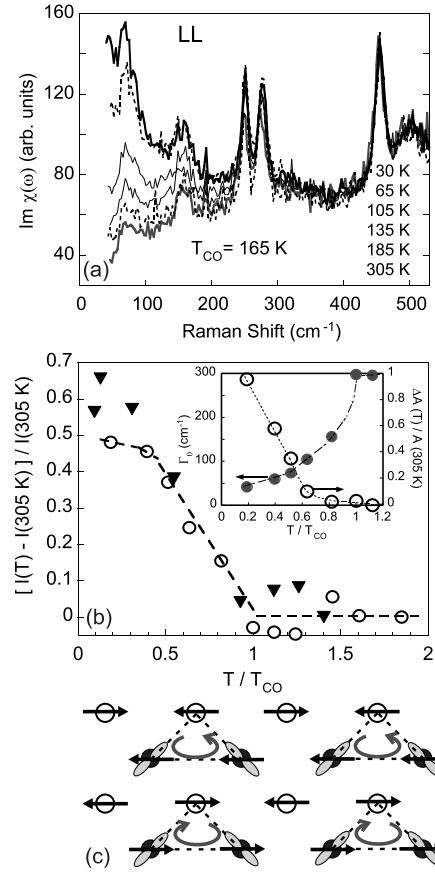 160
LL
120
80
40
Im χ(ω) (arb. units)
30 K
65 K
105 K
135 K
185 K
305 K
T_CO= 165 K
(a)
0 100 200 300 400 500
Raman Shift (cm⁻¹)
0.7
0.6
0.5
0.4
0.3
0.2
0.1
0
[ I(T) - I(305 K) ] / I(305 K)
300
200
100
0
Γ₀ (cm⁻¹)
1
0.8
0.6
0.4
0.2
0
ΔA (T) / A (305 K)
0 0.2 0.4 0.6 0.8 1 1.2
T / T_CO
(b)
0 0.5 1 1.5 2
T / T_CO
(c)